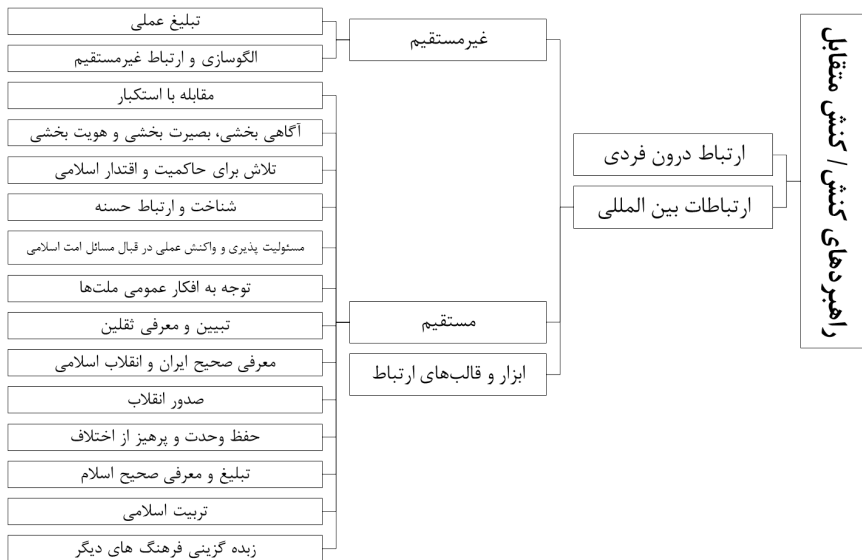 راهبردهای کنش / کنش متقابل
ارتباط درون فردی
ارتباطات بین المللی
غیرمستقیم
تبلیغ عملی
الگوسازی و ارتباط غیرمستقیم
مستقیم
مقابله با استکبار
آگاهی بخشی، بصیرت بخشی و هویت بخشی
تلاش برای حاکمیت و اقتدار اسلامی
شناخت و ارتباط حسنه
مسئولیت پذیری و واکنش عملی در قبال مسائل امت اسلامی
توجه به افکار عمومی ملت‌ها
تبیین و معرفی ثقلین
معرفی صحیح ایران و انقلاب اسلامی
صدور انقلاب
حفظ وحدت و پرهیز از اختلاف
تبلیغ و معرفی صحیح اسلام
تربیت اسلامی
زبده گزینی فرهنگ های دیگر
ابزار و قالب‌های ارتباط